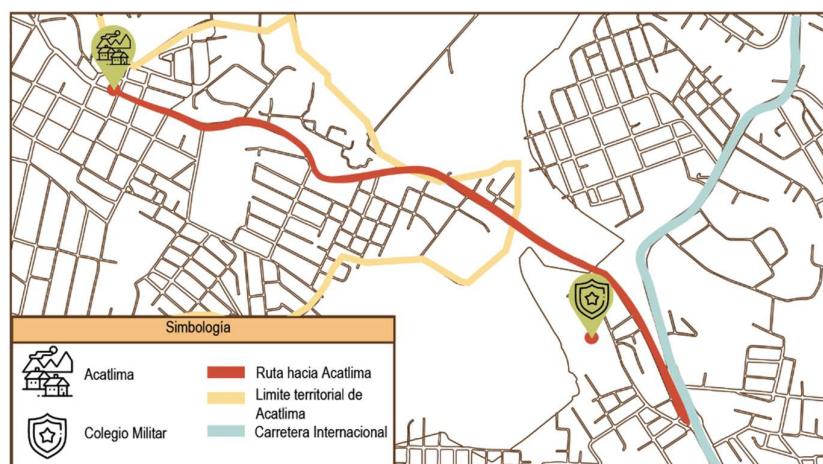 Simbología
Acatlima
Colegio Militar
Ruta hacia Acatlima
Limite territorial de
Acatlima
Carretera Internacional